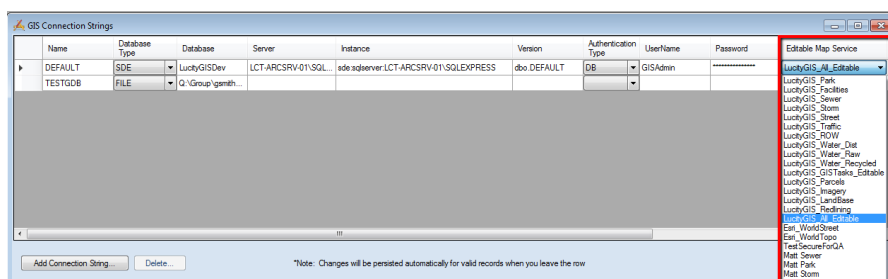 GIS Connection Strings
Name Database Type Database Server Instance Version Authentication Type UserName Password Editable Map Service
DEFAULT SDE LucityGISDev LCT-ARCSRV-01\SQL... sde:sqlserver:LCT-ARCSRV-01\SQLEXPRESS dbo.DEFAULT DB GISAdmin *************** LucityGIS_All_Editable
TESTGDB FILE Q:\Group\gsmith...
LucityGIS_Park
LucityGIS_Facilities
LucityGIS_Sewer
LucityGIS_Storm
LucityGIS_Street
LucityGIS_Traffic
LucityGIS_ROW
LucityGIS_Water_Dist
LucityGIS_Water_Raw
LucityGIS_Water_Recycled
LucityGIS_GISTasks_Editable
LucityGIS_Parcels
LucityGIS_Imagery
LucityGIS_LandBase
LucityGIS_Redlining
LucityGIS_All_Editable
Esri_WorldStreet
Esri_WorldTopo
TestSecureForQA
Matt Sewer
Matt Park
Matt Storm
Add Connection String... Delete... *Note: Changes will be persisted automatically for valid records when you leave the row